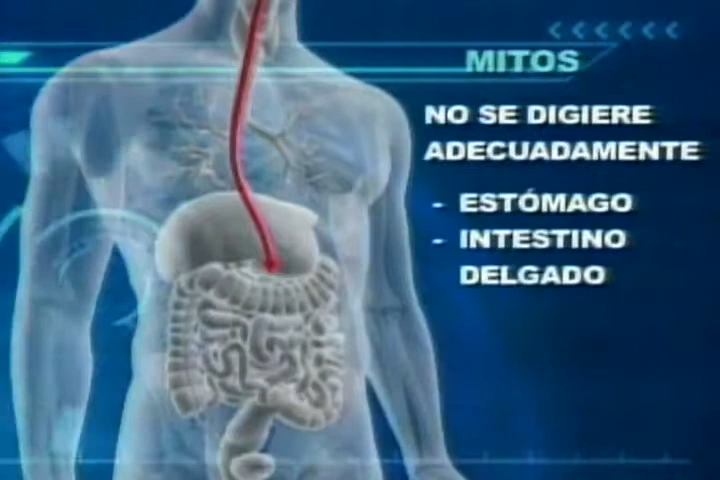 MITOS
NO SE DIGIERE
ADECUADAMENTE
- ESTÓMAGO
- INTESTINO
DELGADO